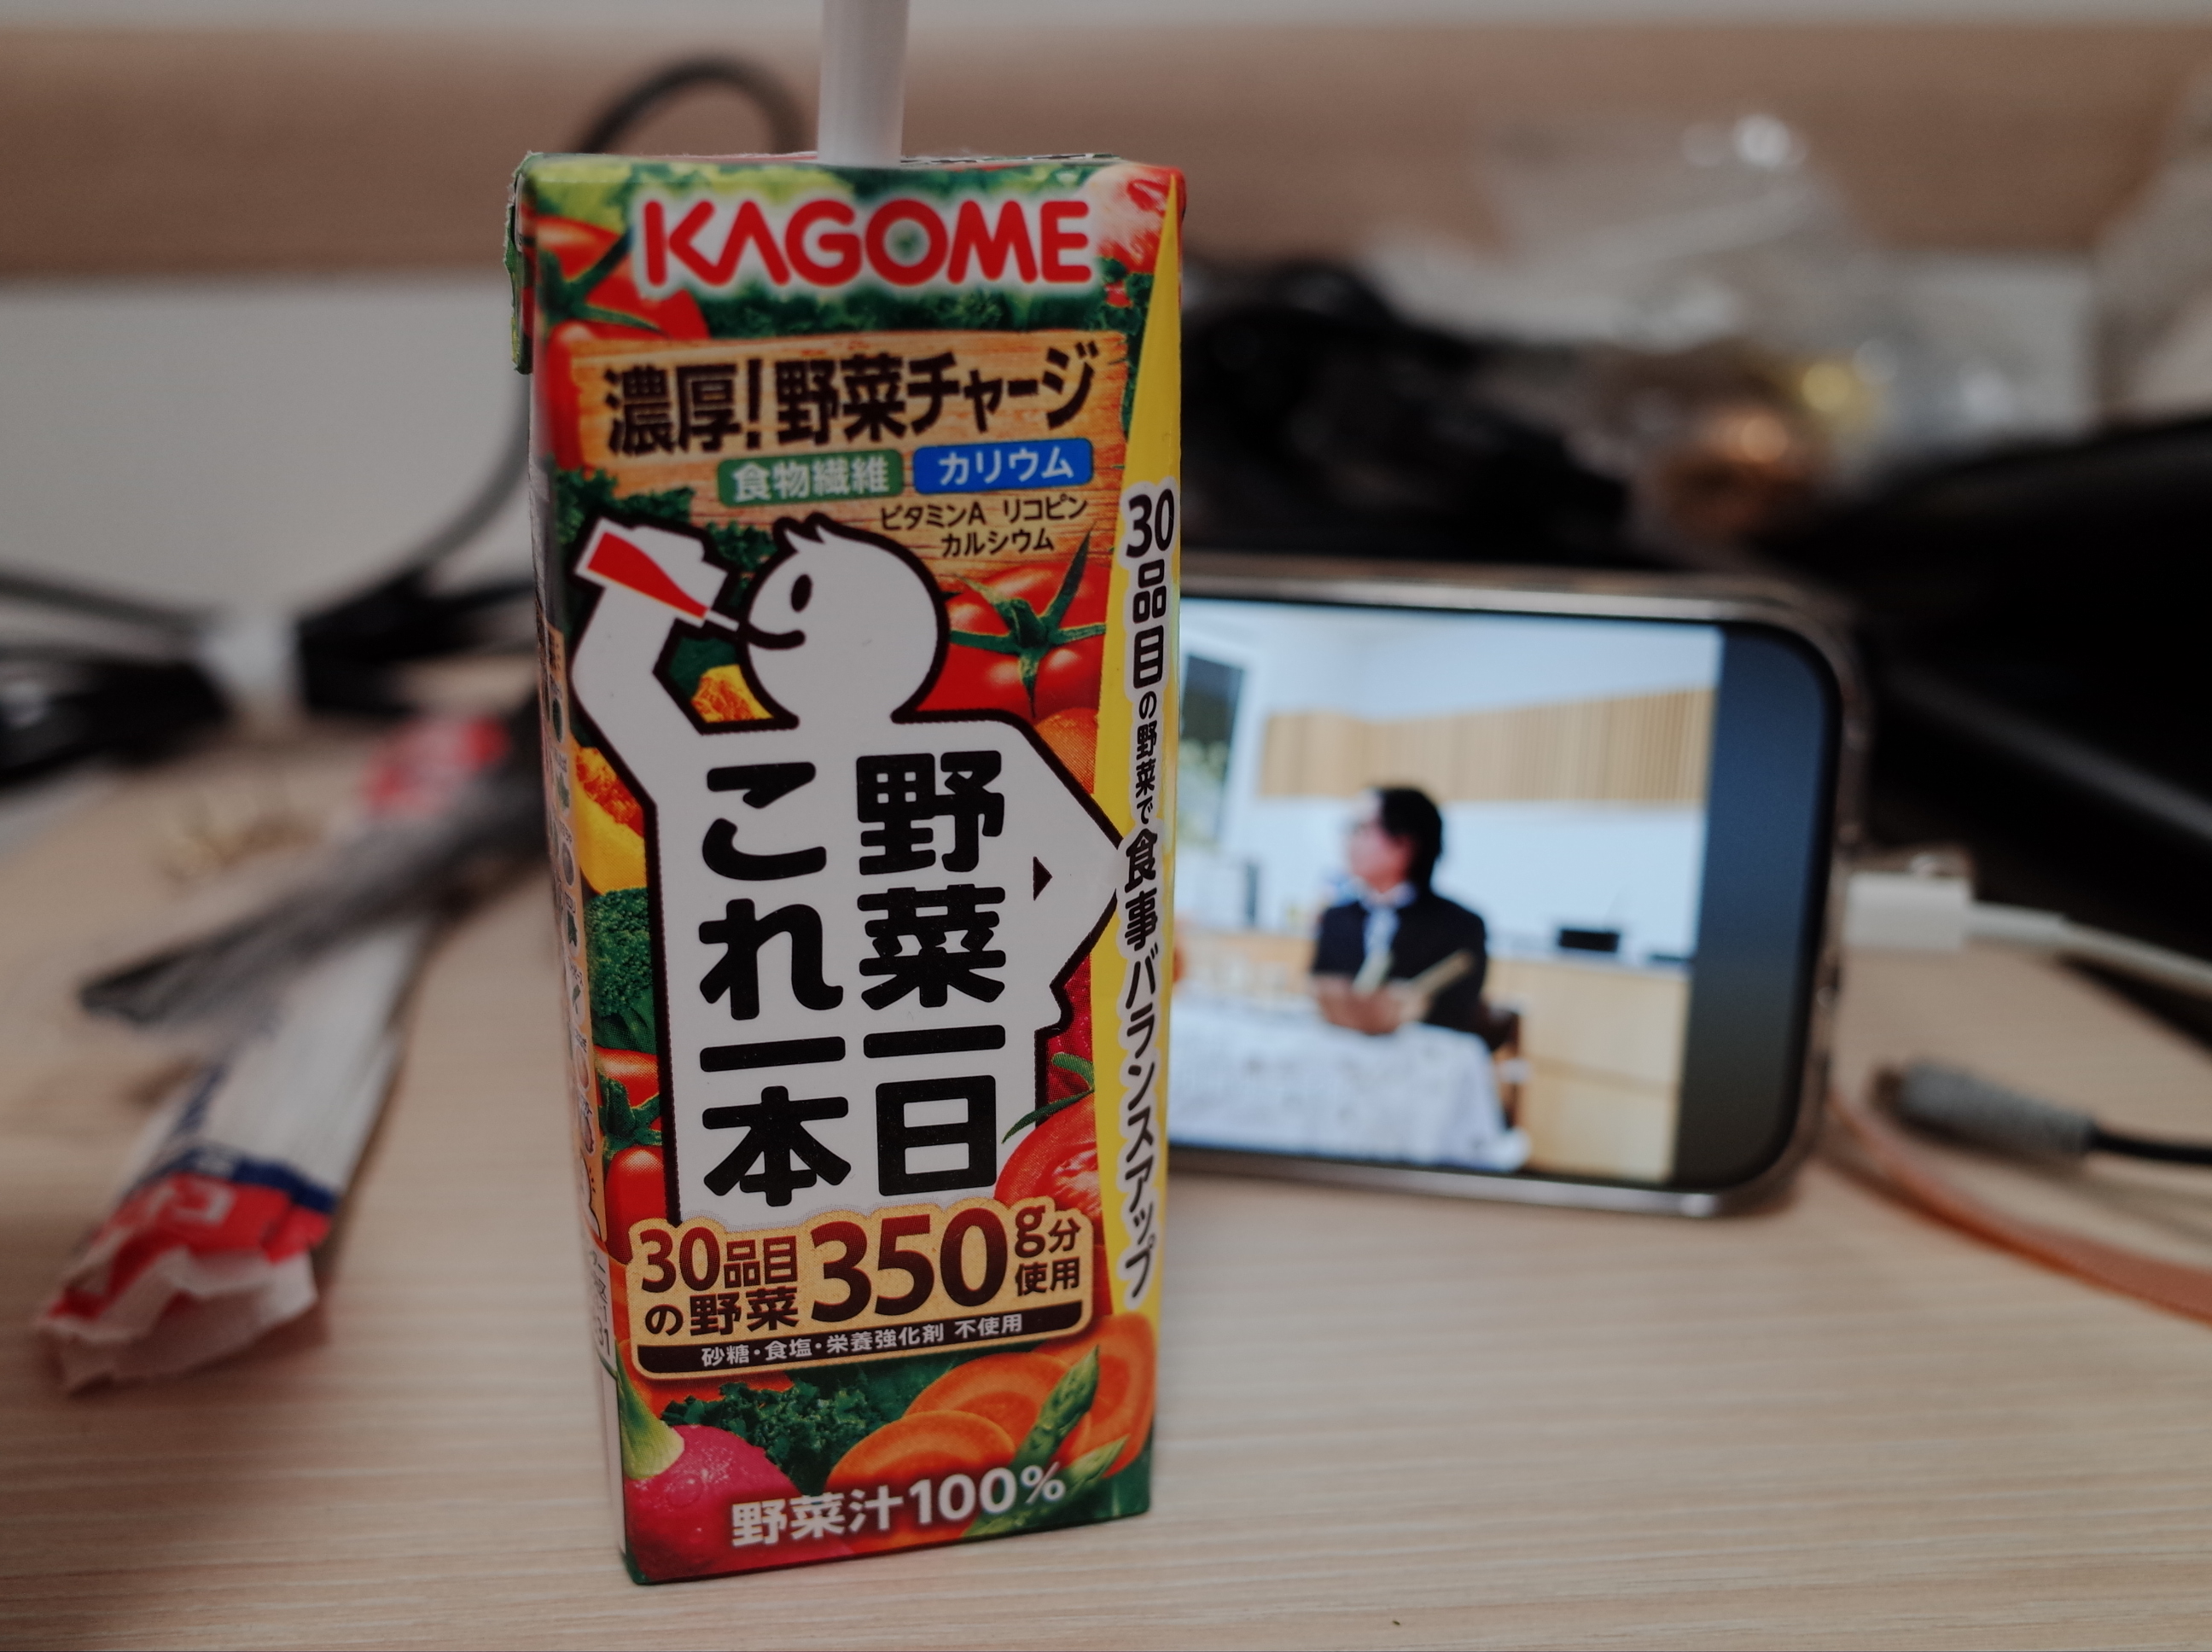 KAGOME
濃厚!野菜チャージ
食物繊維 カリウム
ビタミンA リコピン
カルシウム
野菜一日
これ一本
30品目の野菜で食事バランスアップ
30品目
の野菜
350g分
使用
砂糖・食塩・栄養強化剤 不使用
野菜汁100%